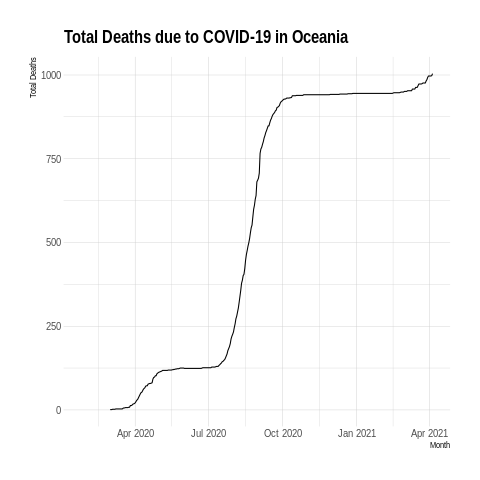 Total Deaths due to COVID-19 in Oceania
Total Deaths
1000
750
500
250
0
Apr 2020 Jul 2020 Oct 2020 Jan 2021 Apr 2021
Month